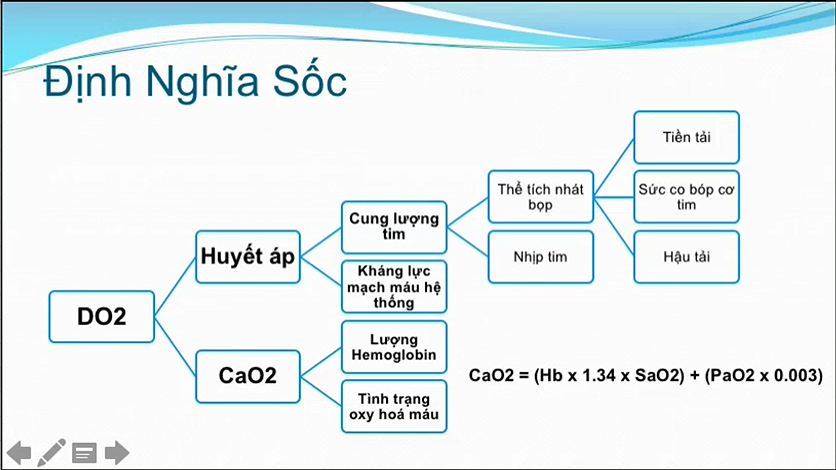 Định Nghĩa Sốc
Tiền tải
Thể tích nhát
bọp
Sức co bóp cơ
tim
Cung lượng
tim
Huyết áp
Nhịp tim
Hậu tải
Kháng lực
mạch máu hệ
thống
DO2
Lượng
Hemoglobin
CaO2
CaO2 = (Hb x 1.34 x SaO2) + (PaO2 x 0.003)
Tình trạng
oxy hoá máu